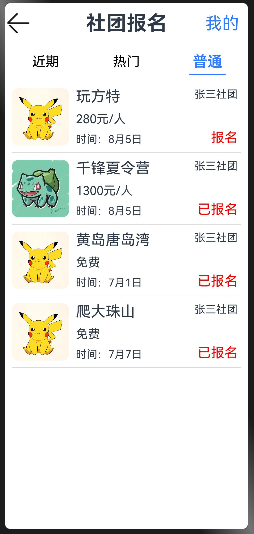 社团报名 我的
近期 热门 普通
玩方特 张三社团
280元/人
时间：8月5日 报名
千锋夏令营 张三社团
1300元/人
时间：8月5日 已报名
黄岛唐岛湾 张三社团
免费
时间：7月1日 已报名
爬大珠山 张三社团
免费
时间：7月7日 已报名